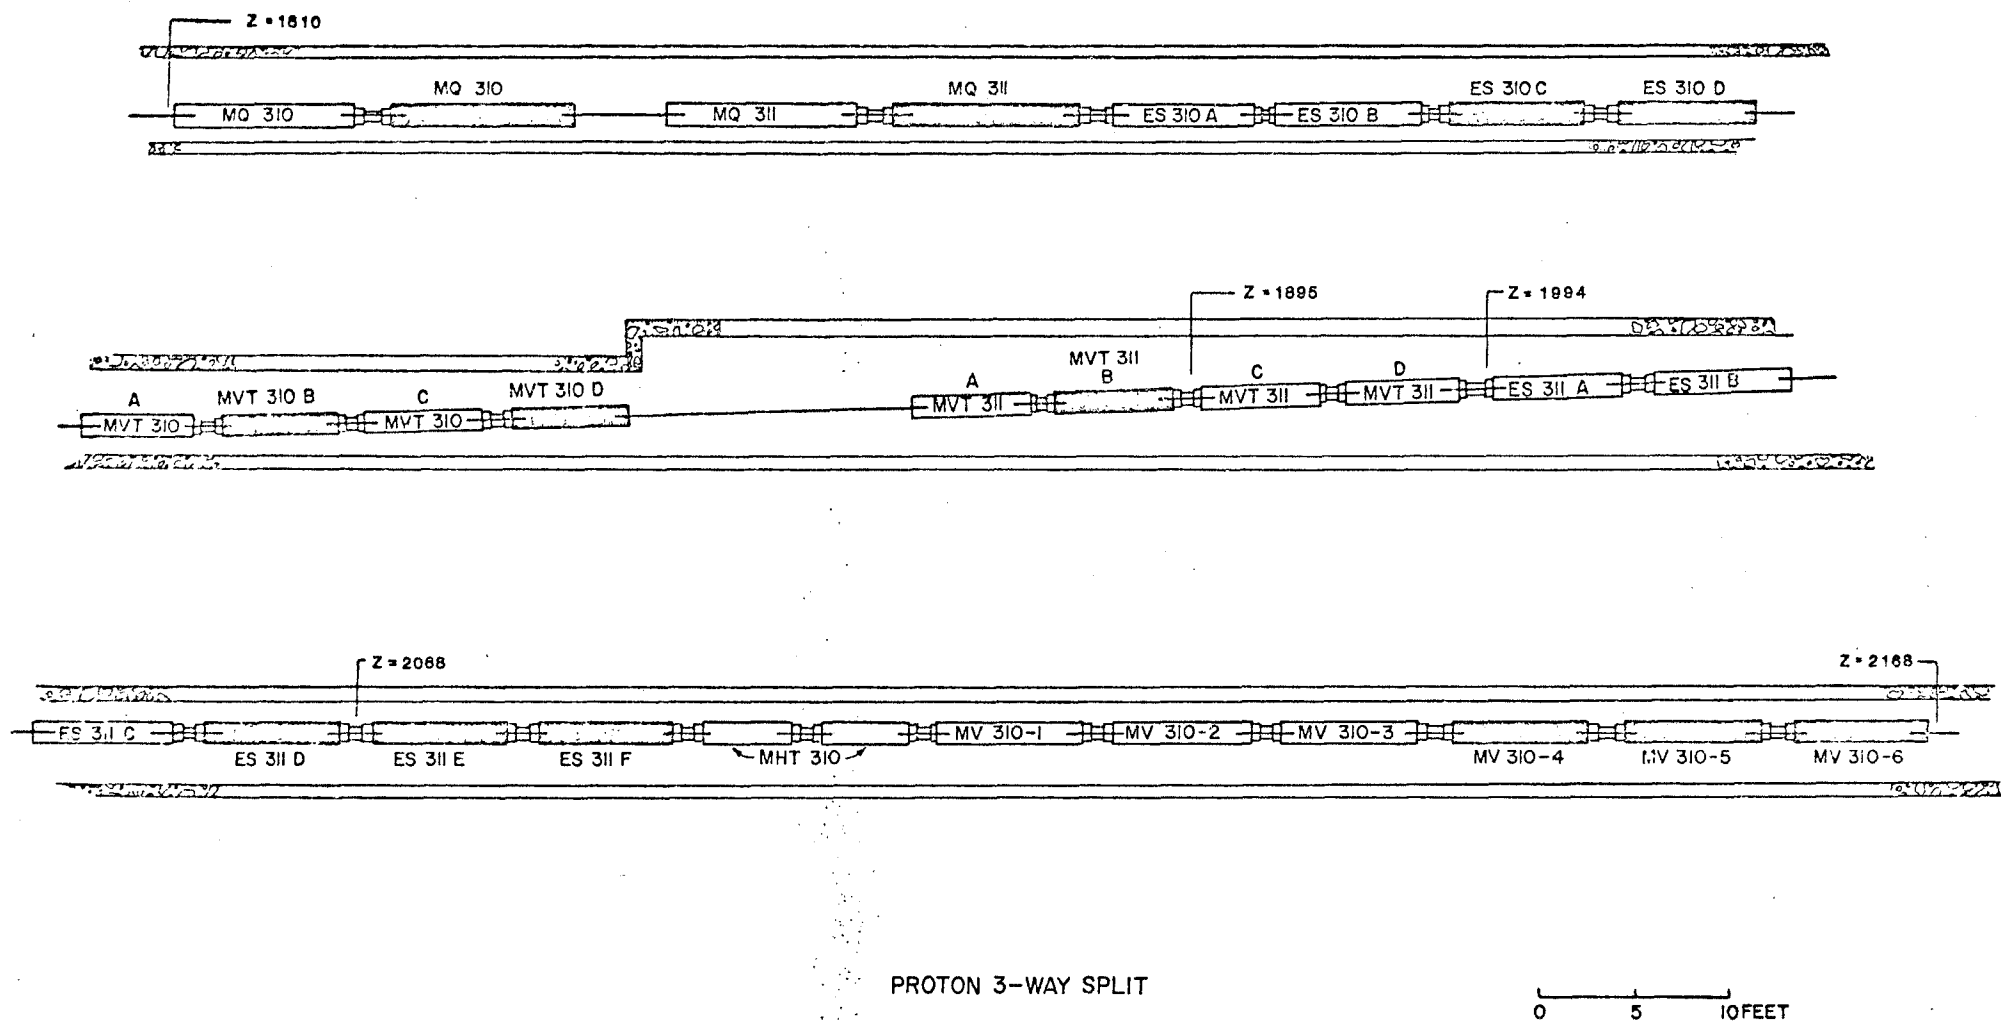 Z = 1810
MQ 310
MQ 310
MQ 311
MQ 311
ES 310 A
ES 310 B
ES 310 C
ES 310 D
Z = 1895
Z = 1994
A
MVT 310
MVT 310 B
C
MVT 310
MVT 310 D
A
MVT 311
MVT 311
B
C
MVT 311
D
MVT 311
ES 311 A
ES 311 B
Z = 2068
Z = 2168
ES 311 C
ES 311 D
ES 311 E
ES 311 F
MHT 310
MV 310-1
MV 310-2
MV 310-3
MV 310-4
MV 310-5
MV 310-6
PROTON 3-WAY SPLIT
0 5 10 FEET